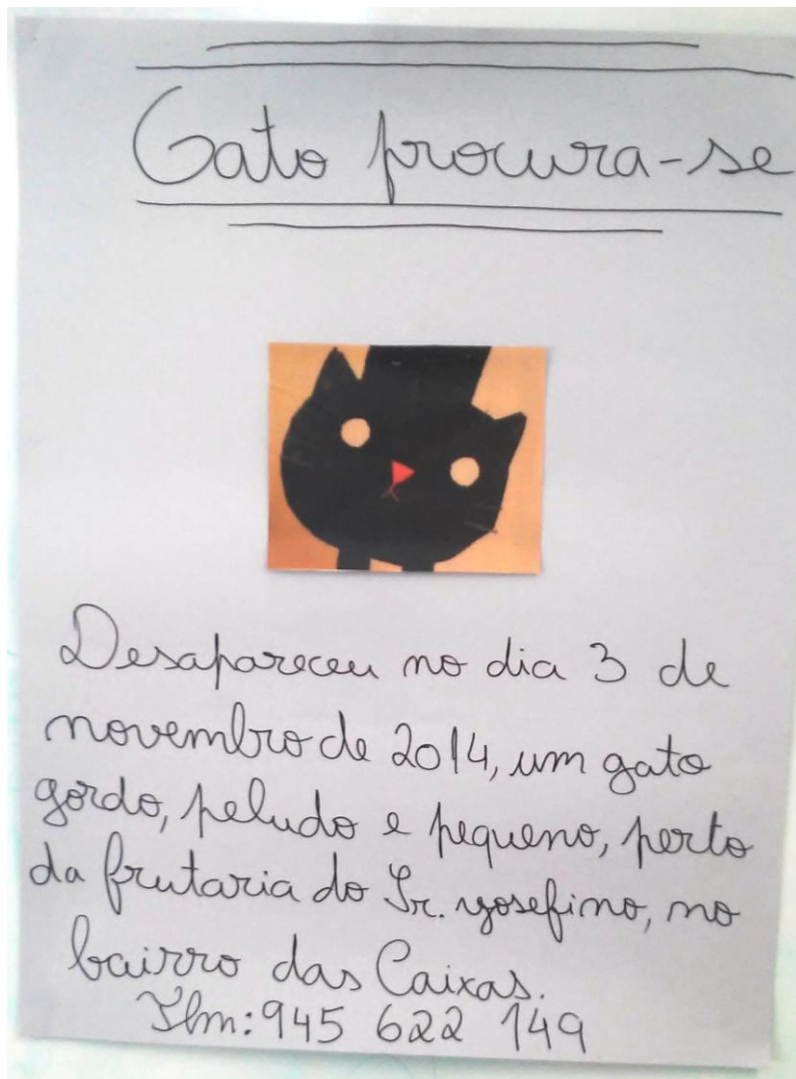 Gato procura-se
Desapareceu no dia 3 de
novembro de 2014, um gato
gordo, peludo e pequeno, perto
da frutaria do Sr. Josefino, no
bairro das Caixas.
Tlm: 945 622 149